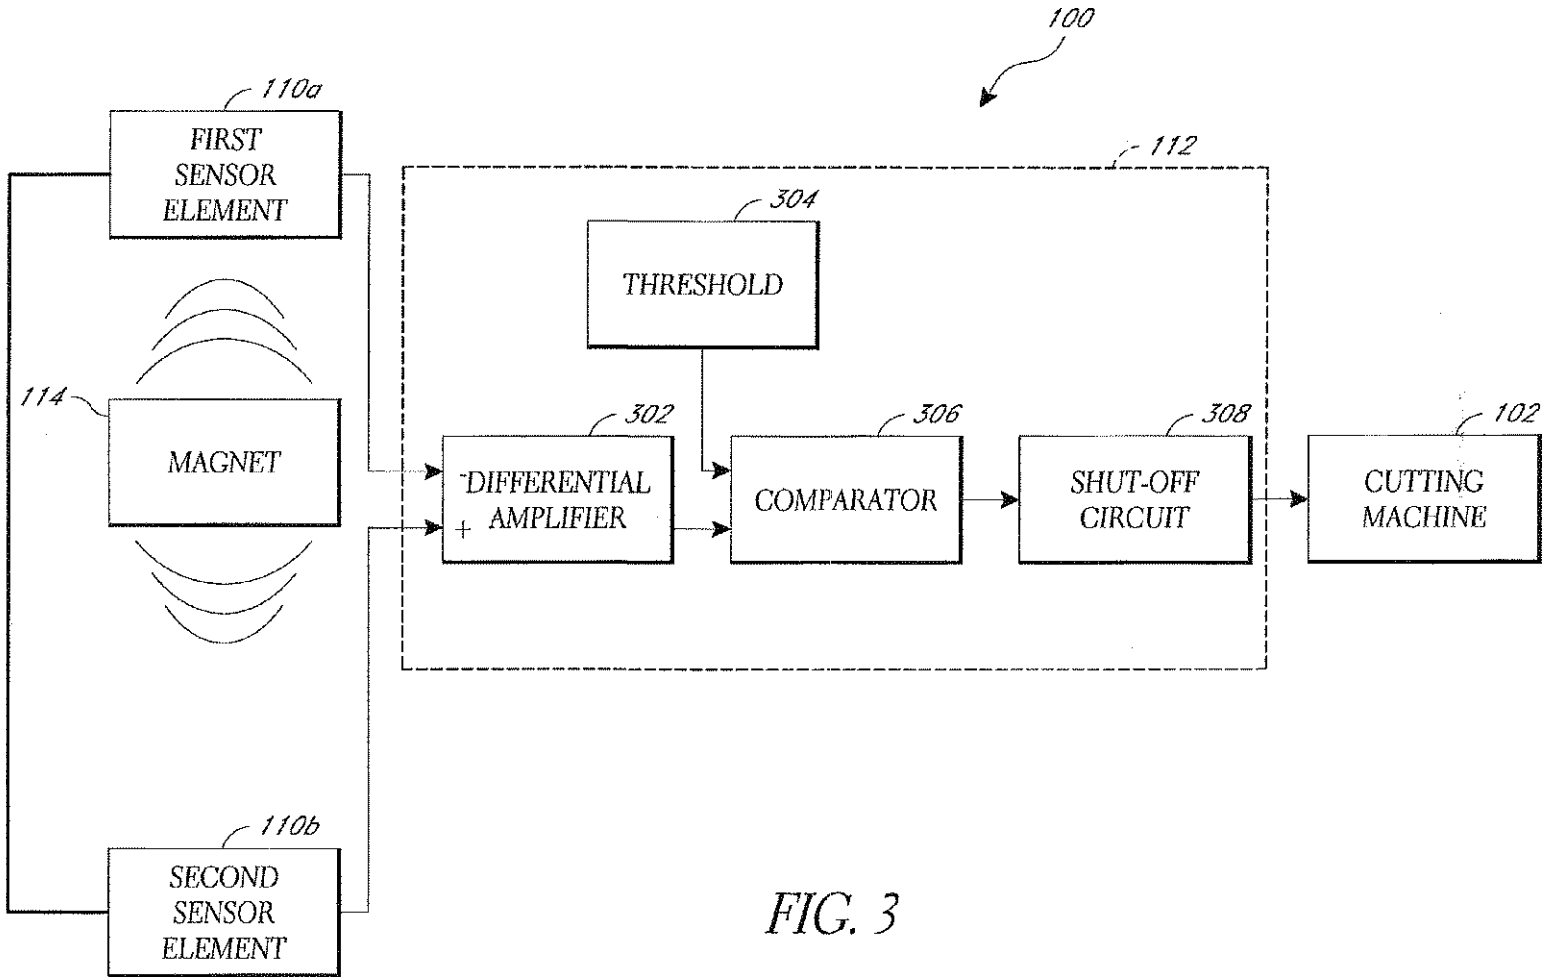 100
110a
FIRST
SENSOR
ELEMENT
112
304
THRESHOLD
114
MAGNET
302
-DIFFERENTIAL
AMPLIFIER
+
306
COMPARATOR
308
SHUT-OFF
CIRCUIT
102
CUTTING
MACHINE
110b
SECOND
SENSOR
ELEMENT
FIG. 3